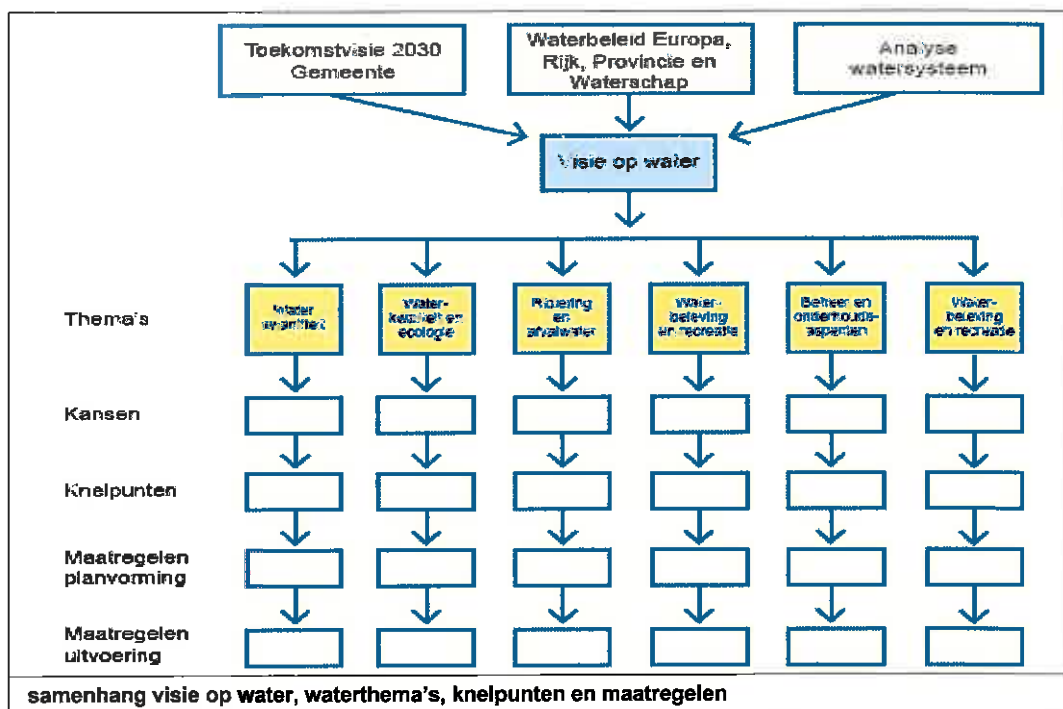 Toekomstvisie 2030
Gemeente
Waterbeleid Europa,
Rijk, Provincie en
Waterschap
Analyse
watersysteem
Visie op water
Thema's
Water
kwantiteit
Water-
kwaliteit en
ecologie
Riolering
en
afvalwater
Water-
beleving
en recreatie
Beheer en
onderhouds-
aspecten
Water-
beleving
en recreatie
Kansen
Knelpunten
Maatregelen
planvorming
Maatregelen
uitvoering
samenhang visie op water, waterthema's, knelpunten en maatregelen